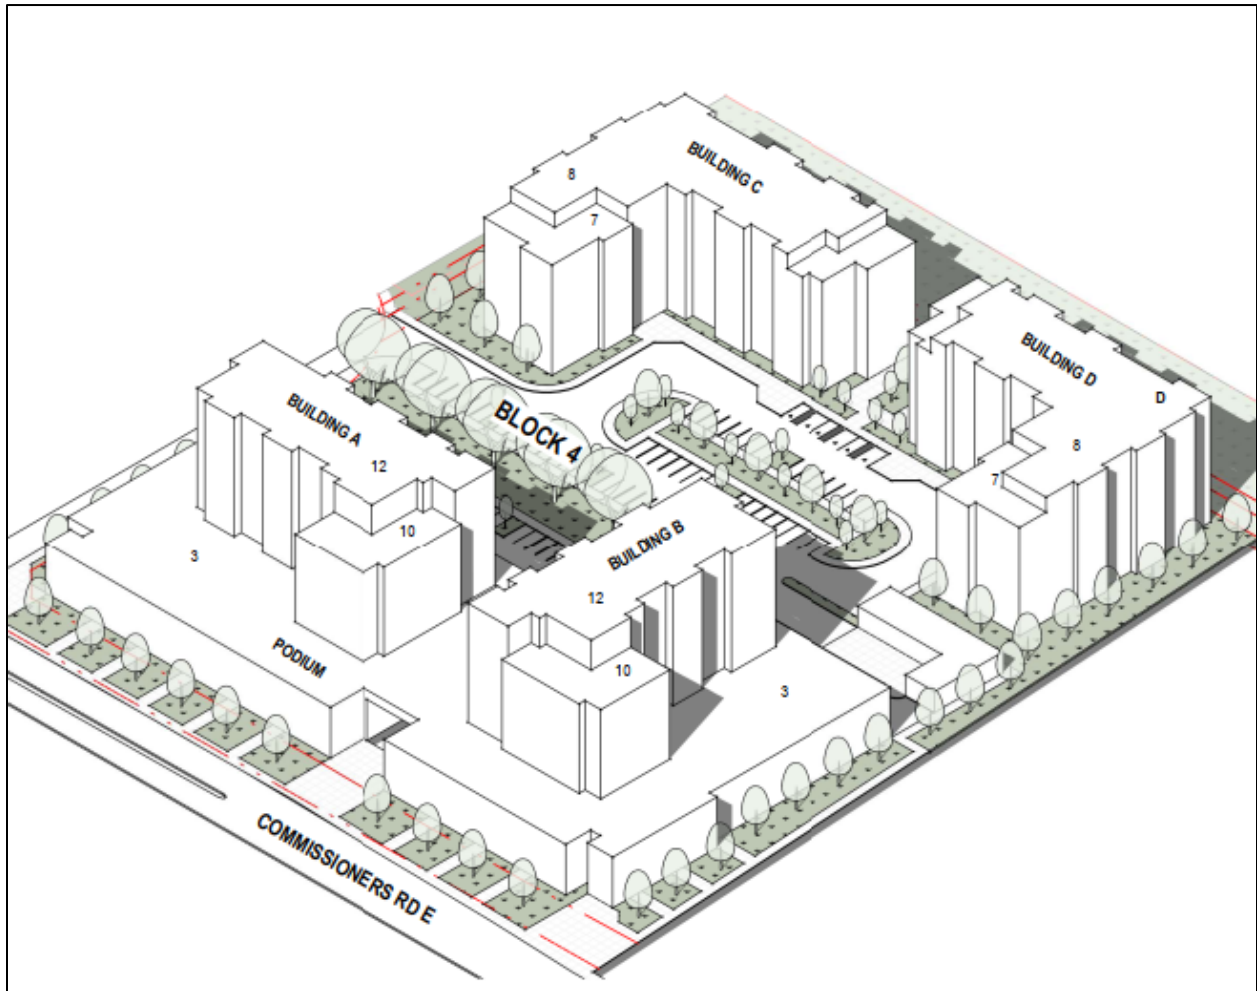 BUILDING C
8
7
BUILDING D
D
8
7
BUILDING A
12
10
3
BLOCK 4
BUILDING B
12
10
3
PODIUM
COMMISSIONERS RD E